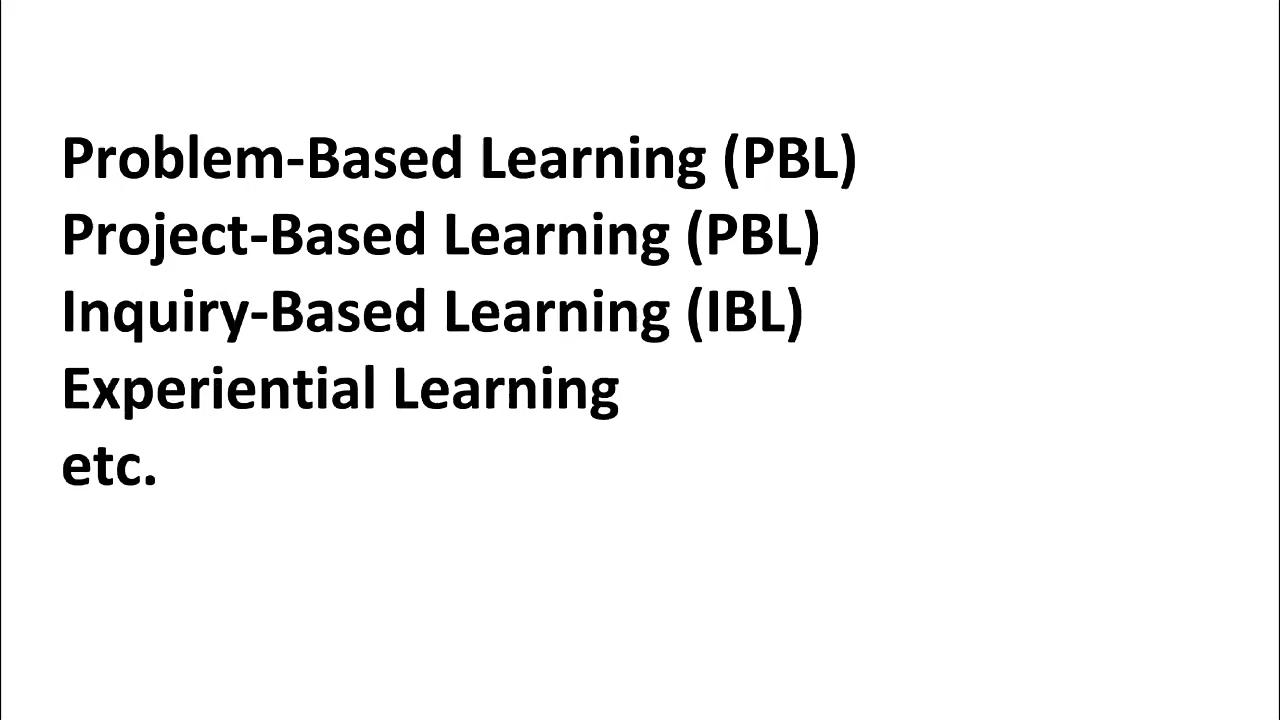 Problem-Based Learning (PBL)
Project-Based Learning (PBL)
Inquiry-Based Learning (IBL)
Experiential Learning
etc.